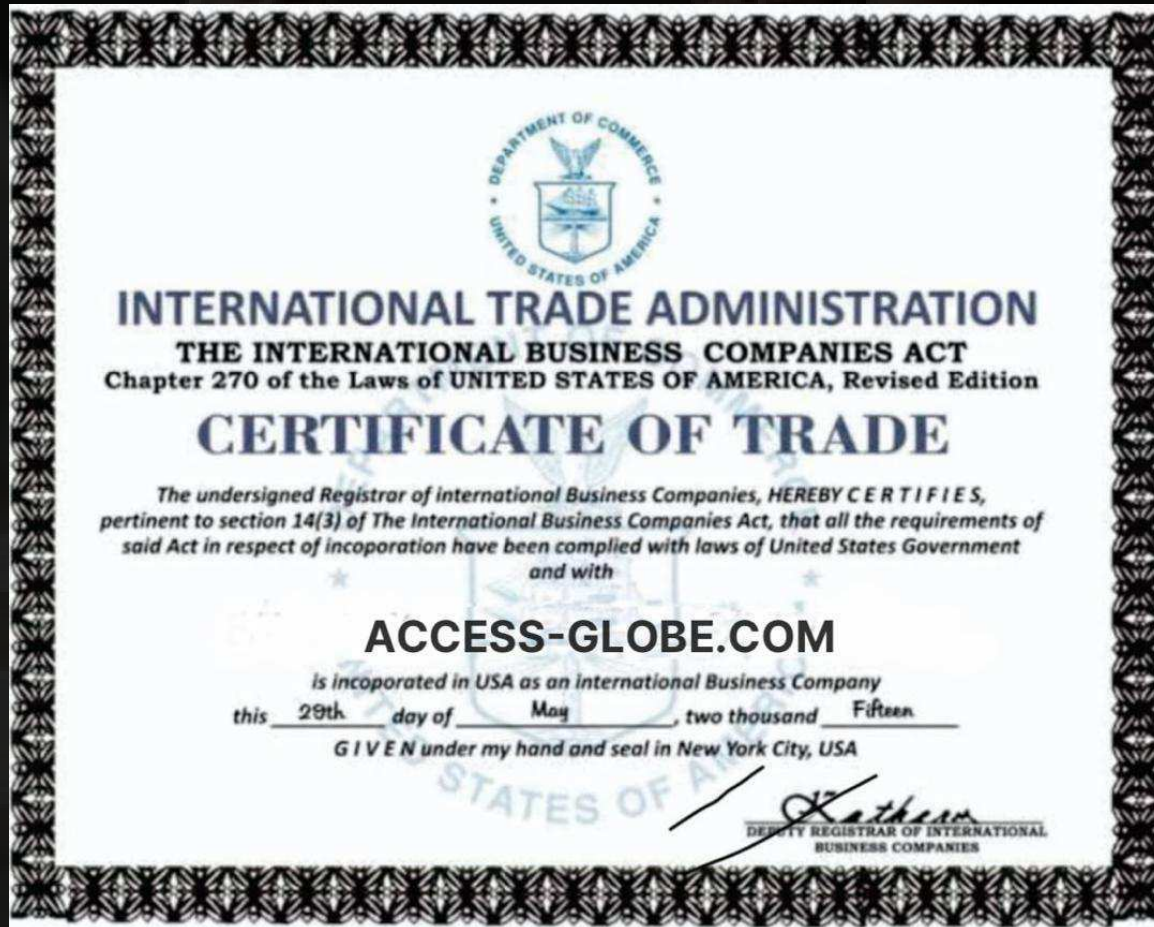 DEPARTMENT OF COMMERCE
UNITED STATES OF AMERICA
INTERNATIONAL TRADE ADMINISTRATION
THE INTERNATIONAL BUSINESS COMPANIES ACT
Chapter 270 of the Laws of UNITED STATES OF AMERICA, Revised Edition
CERTIFICATE OF TRADE
The undersigned Registrar of international Business Companies, HEREBY C E R T I F I E S,
pertinent to section 14(3) of The International Business Companies Act, that all the requirements of
said Act in respect of incoporation have been complied with laws of United States Government
and with
ACCESS-GLOBE.COM
is incoporated in USA as an international Business Company
this 29th day of May, two thousand Fifteen
G I V E N under my hand and seal in New York City, USA
DEPUTY REGISTRAR OF INTERNATIONAL
BUSINESS COMPANIES